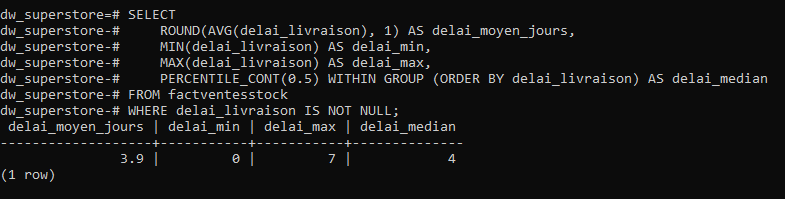 dw_superstore=# SELECT
dw_superstore-#     ROUND(AVG(delai_livraison), 1) AS delai_moyen_jours,
dw_superstore-#     MIN(delai_livraison) AS delai_min,
dw_superstore-#     MAX(delai_livraison) AS delai_max,
dw_superstore-#     PERCENTILE_CONT(0.5) WITHIN GROUP (ORDER BY delai_livraison) AS delai_median
dw_superstore-# FROM factventesstock
dw_superstore-# WHERE delai_livraison IS NOT NULL;
 delai_moyen_jours | delai_min | delai_max | delai_median
-------------------+-----------+-----------+--------------
               3.9 |         0 |         7 |            4
(1 row)